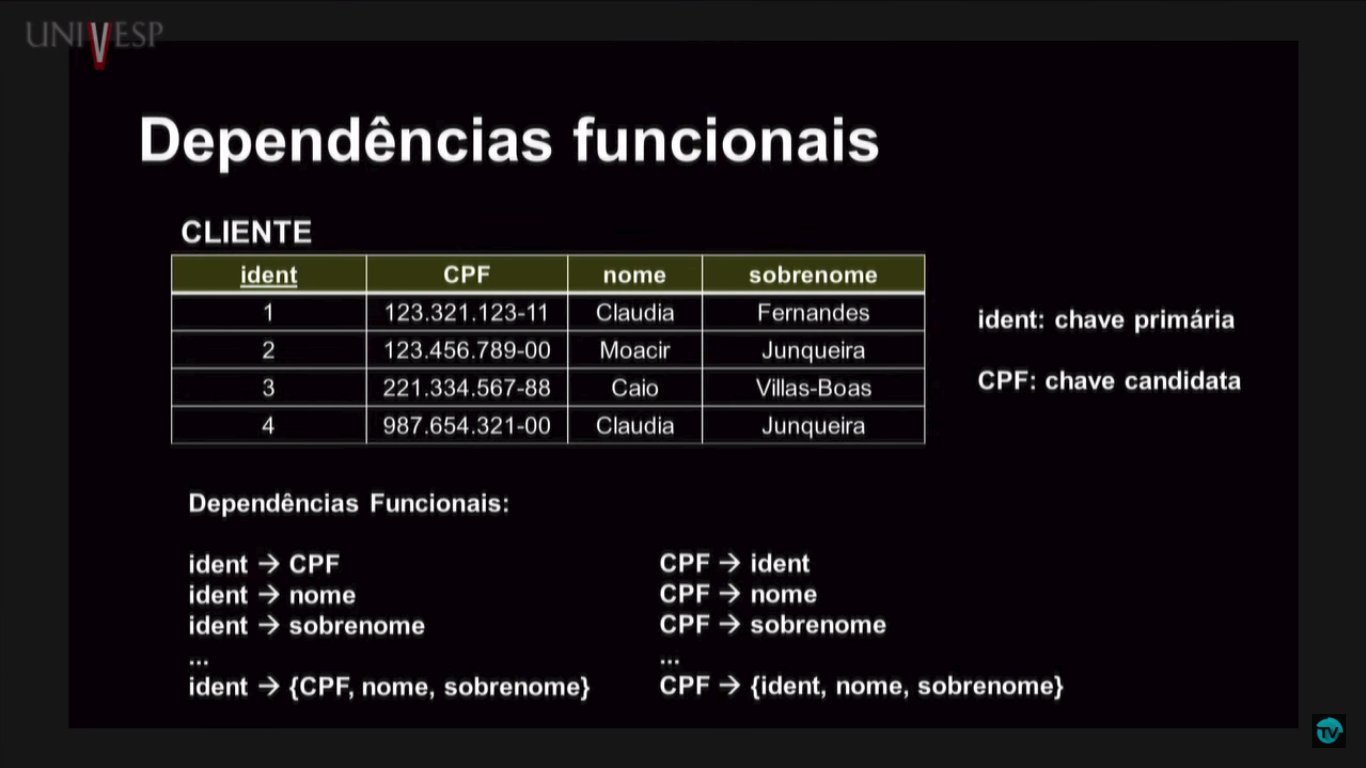 UNIVESP
Dependências funcionais
CLIENTE
ident CPF nome sobrenome
1 123.321.123-11 Claudia Fernandes
2 123.456.789-00 Moacir Junqueira
3 221.334.567-88 Caio Villas-Boas
4 987.654.321-00 Claudia Junqueira
ident: chave primária
CPF: chave candidata
Dependências Funcionais:
ident → CPF
ident → nome
ident → sobrenome
...
ident → {CPF, nome, sobrenome}
CPF → ident
CPF → nome
CPF → sobrenome
...
CPF → {ident, nome, sobrenome}
TV